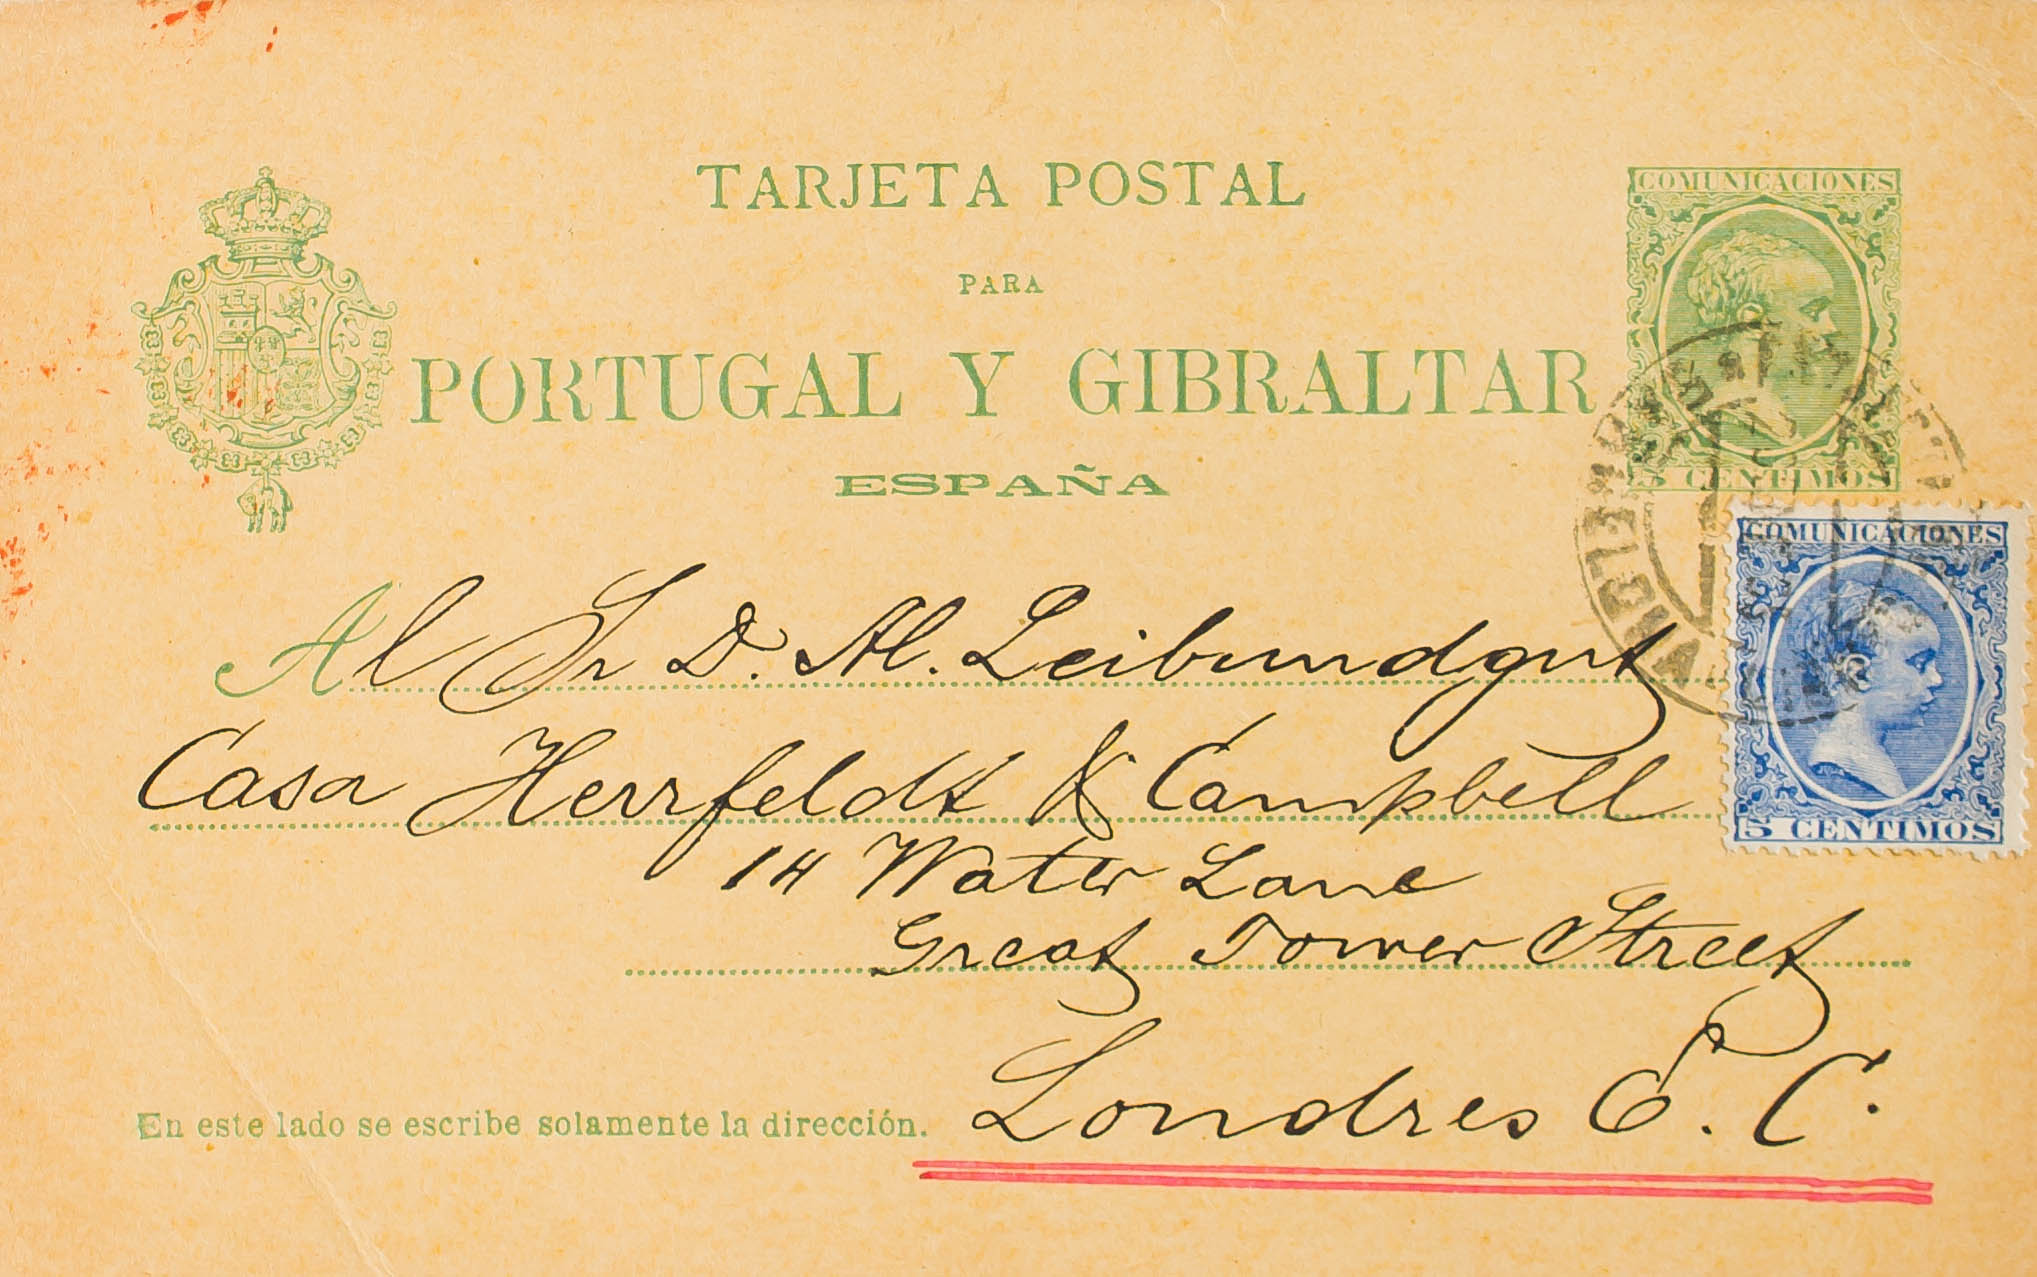 TARJETA POSTAL
PARA
PORTUGAL Y GIBRALTAR
ESPAÑA
COMUNICACIONES
5 CENTIMOS
COMUNICACIONES
5 CENTIMOS
Al Sr D. Al. Leibundgut
Casa Herrfeldt & Campbell
14 Water Lane
Great Tower Street
Londres E. C.
En este lado se escribe solamente la dirección.